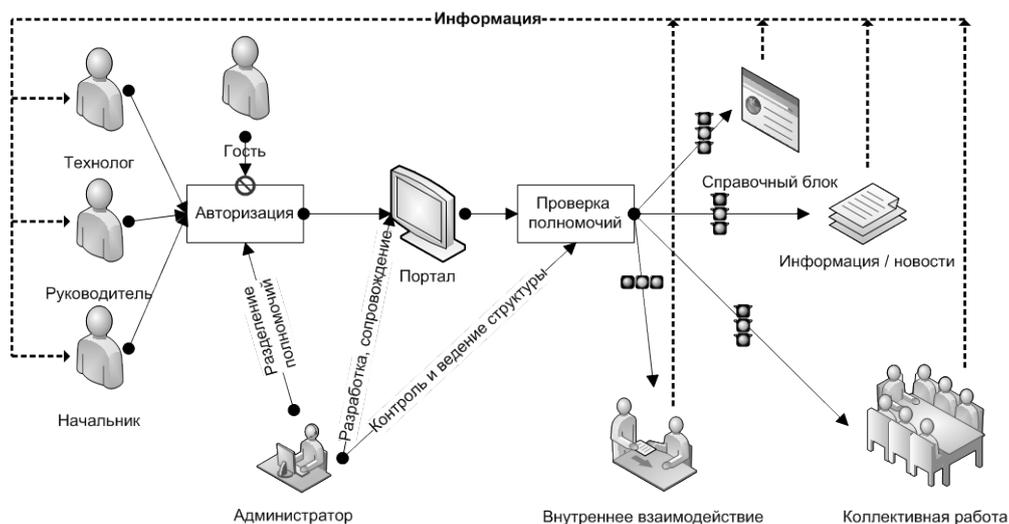 Информация
Гость
Технолог
Авторизация
Руководитель
Начальник
Портал
Проверка
полномочий
Справочный блок
Информация / новости
Разделение
полномочий
Разработка, сопровождение
Контроль и ведение структуры
Администратор
Внутреннее взаимодействие
Коллективная работа